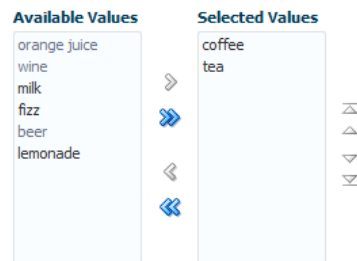 Available Values
orange juice
wine
milk
fizz
beer
lemonade
Selected Values
coffee
tea